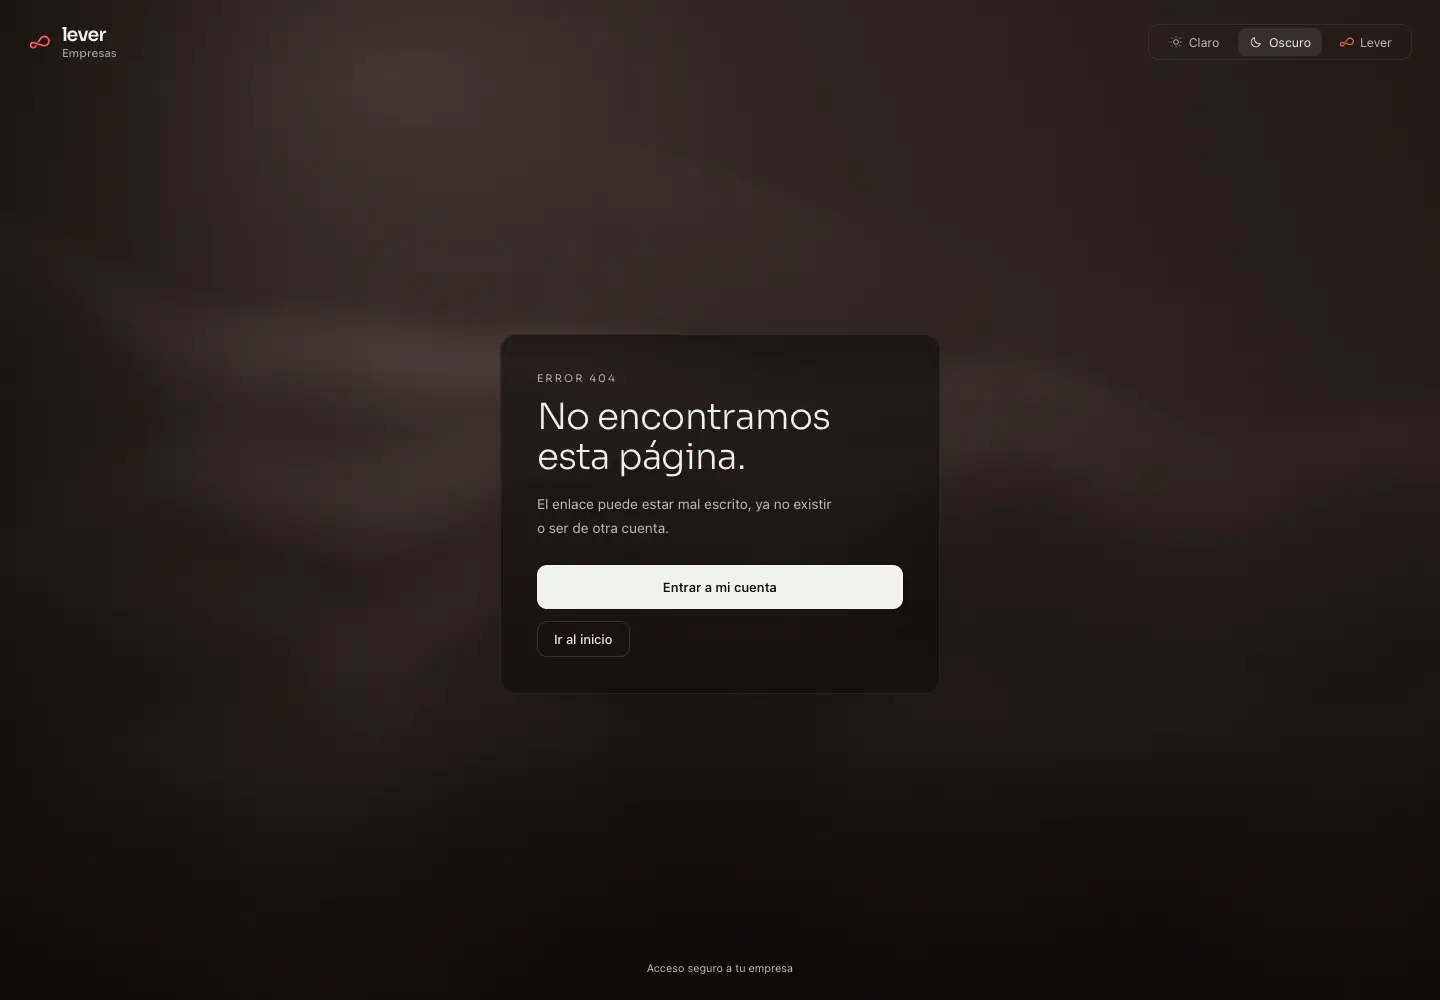 lever
Empresas
Claro
Oscuro
Lever
ERROR 404
No encontramos
esta página.
El enlace puede estar mal escrito, ya no existir
o ser de otra cuenta.
Entrar a mi cuenta
Ir al inicio
Acceso seguro a tu empresa